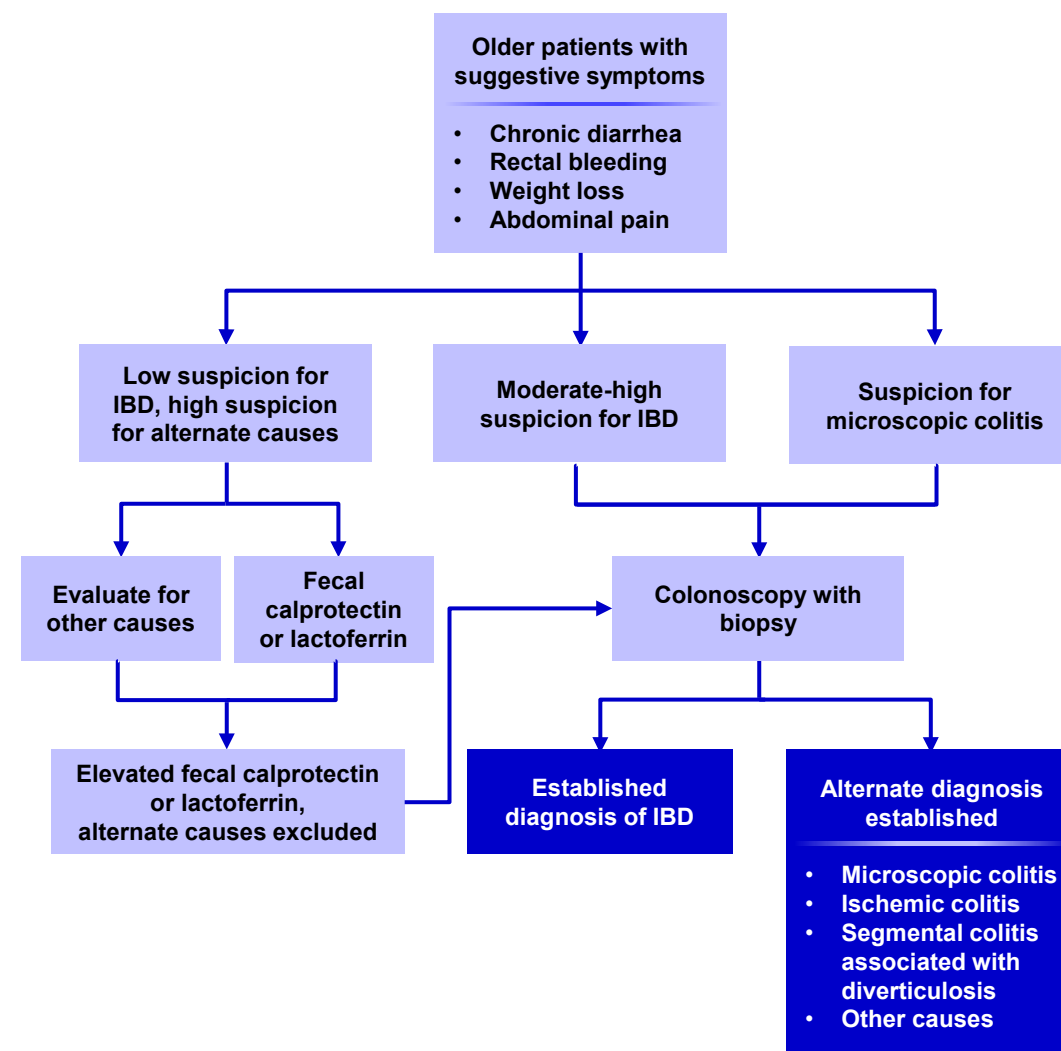 Older patients with
suggestive symptoms
• Chronic diarrhea
• Rectal bleeding
• Weight loss
• Abdominal pain
Low suspicion for
IBD, high suspicion
for alternate causes
Moderate-high
suspicion for IBD
Suspicion for
microscopic colitis
Evaluate for
other causes
Fecal
calprotectin
or lactoferrin
Colonoscopy with
biopsy
Elevated fecal calprotectin
or lactoferrin,
alternate causes excluded
Established
diagnosis of IBD
Alternate diagnosis
established
• Microscopic colitis
• Ischemic colitis
• Segmental colitis
associated with
diverticulosis
• Other causes